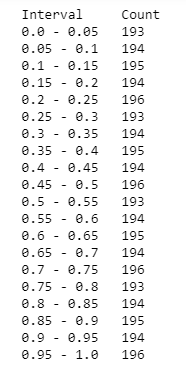 Interval Count
0.0 - 0.05 193
0.05 - 0.1 194
0.1 - 0.15 195
0.15 - 0.2 194
0.2 - 0.25 196
0.25 - 0.3 193
0.3 - 0.35 194
0.35 - 0.4 195
0.4 - 0.45 194
0.45 - 0.5 196
0.5 - 0.55 193
0.55 - 0.6 194
0.6 - 0.65 195
0.65 - 0.7 194
0.7 - 0.75 196
0.75 - 0.8 193
0.8 - 0.85 194
0.85 - 0.9 195
0.9 - 0.95 194
0.95 - 1.0 196